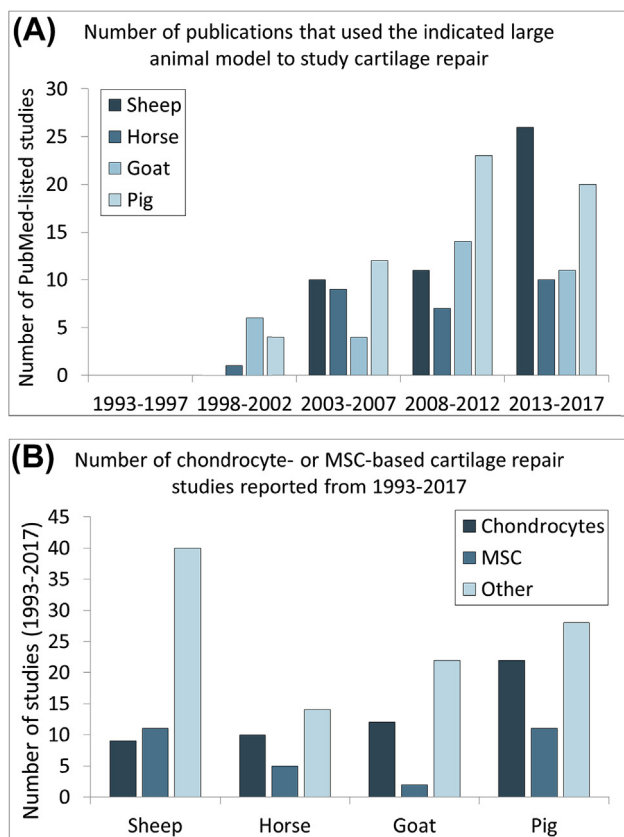 (A)
Number of publications that used the indicated large
animal model to study cartilage repair
Number of PubMed-listed studies
30
25
20
15
10
5
0
Sheep
Horse
Goat
Pig
1993-1997 1998-2002 2003-2007 2008-2012 2013-2017
(B)
Number of chondrocyte- or MSC-based cartilage repair
studies reported from 1993-2017
Number of studies (1993-2017)
45
40
35
30
25
20
15
10
5
0
Chondrocytes
MSC
Other
Sheep Horse Goat Pig